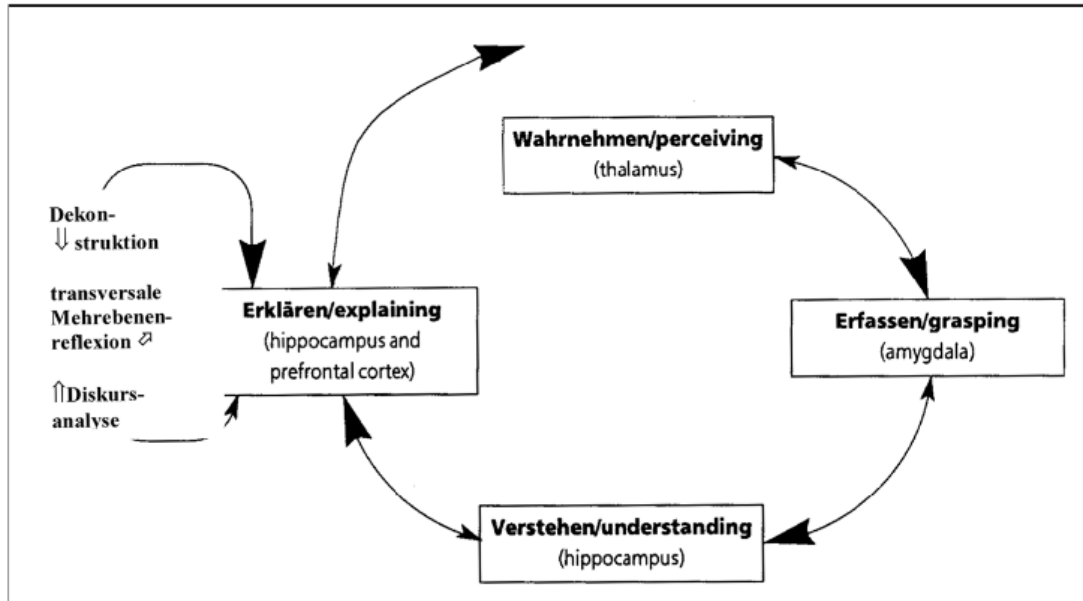 Wahrnehmen/perceiving
(thalamus)
Dekon-
⇓ struktion
transversale
Mehrebenen-
reflexion ⬀
⇑Diskurs-
analyse
Erklären/explaining
(hippocampus and
prefrontal cortex)
Erfassen/grasping
(amygdala)
Verstehen/understanding
(hippocampus)